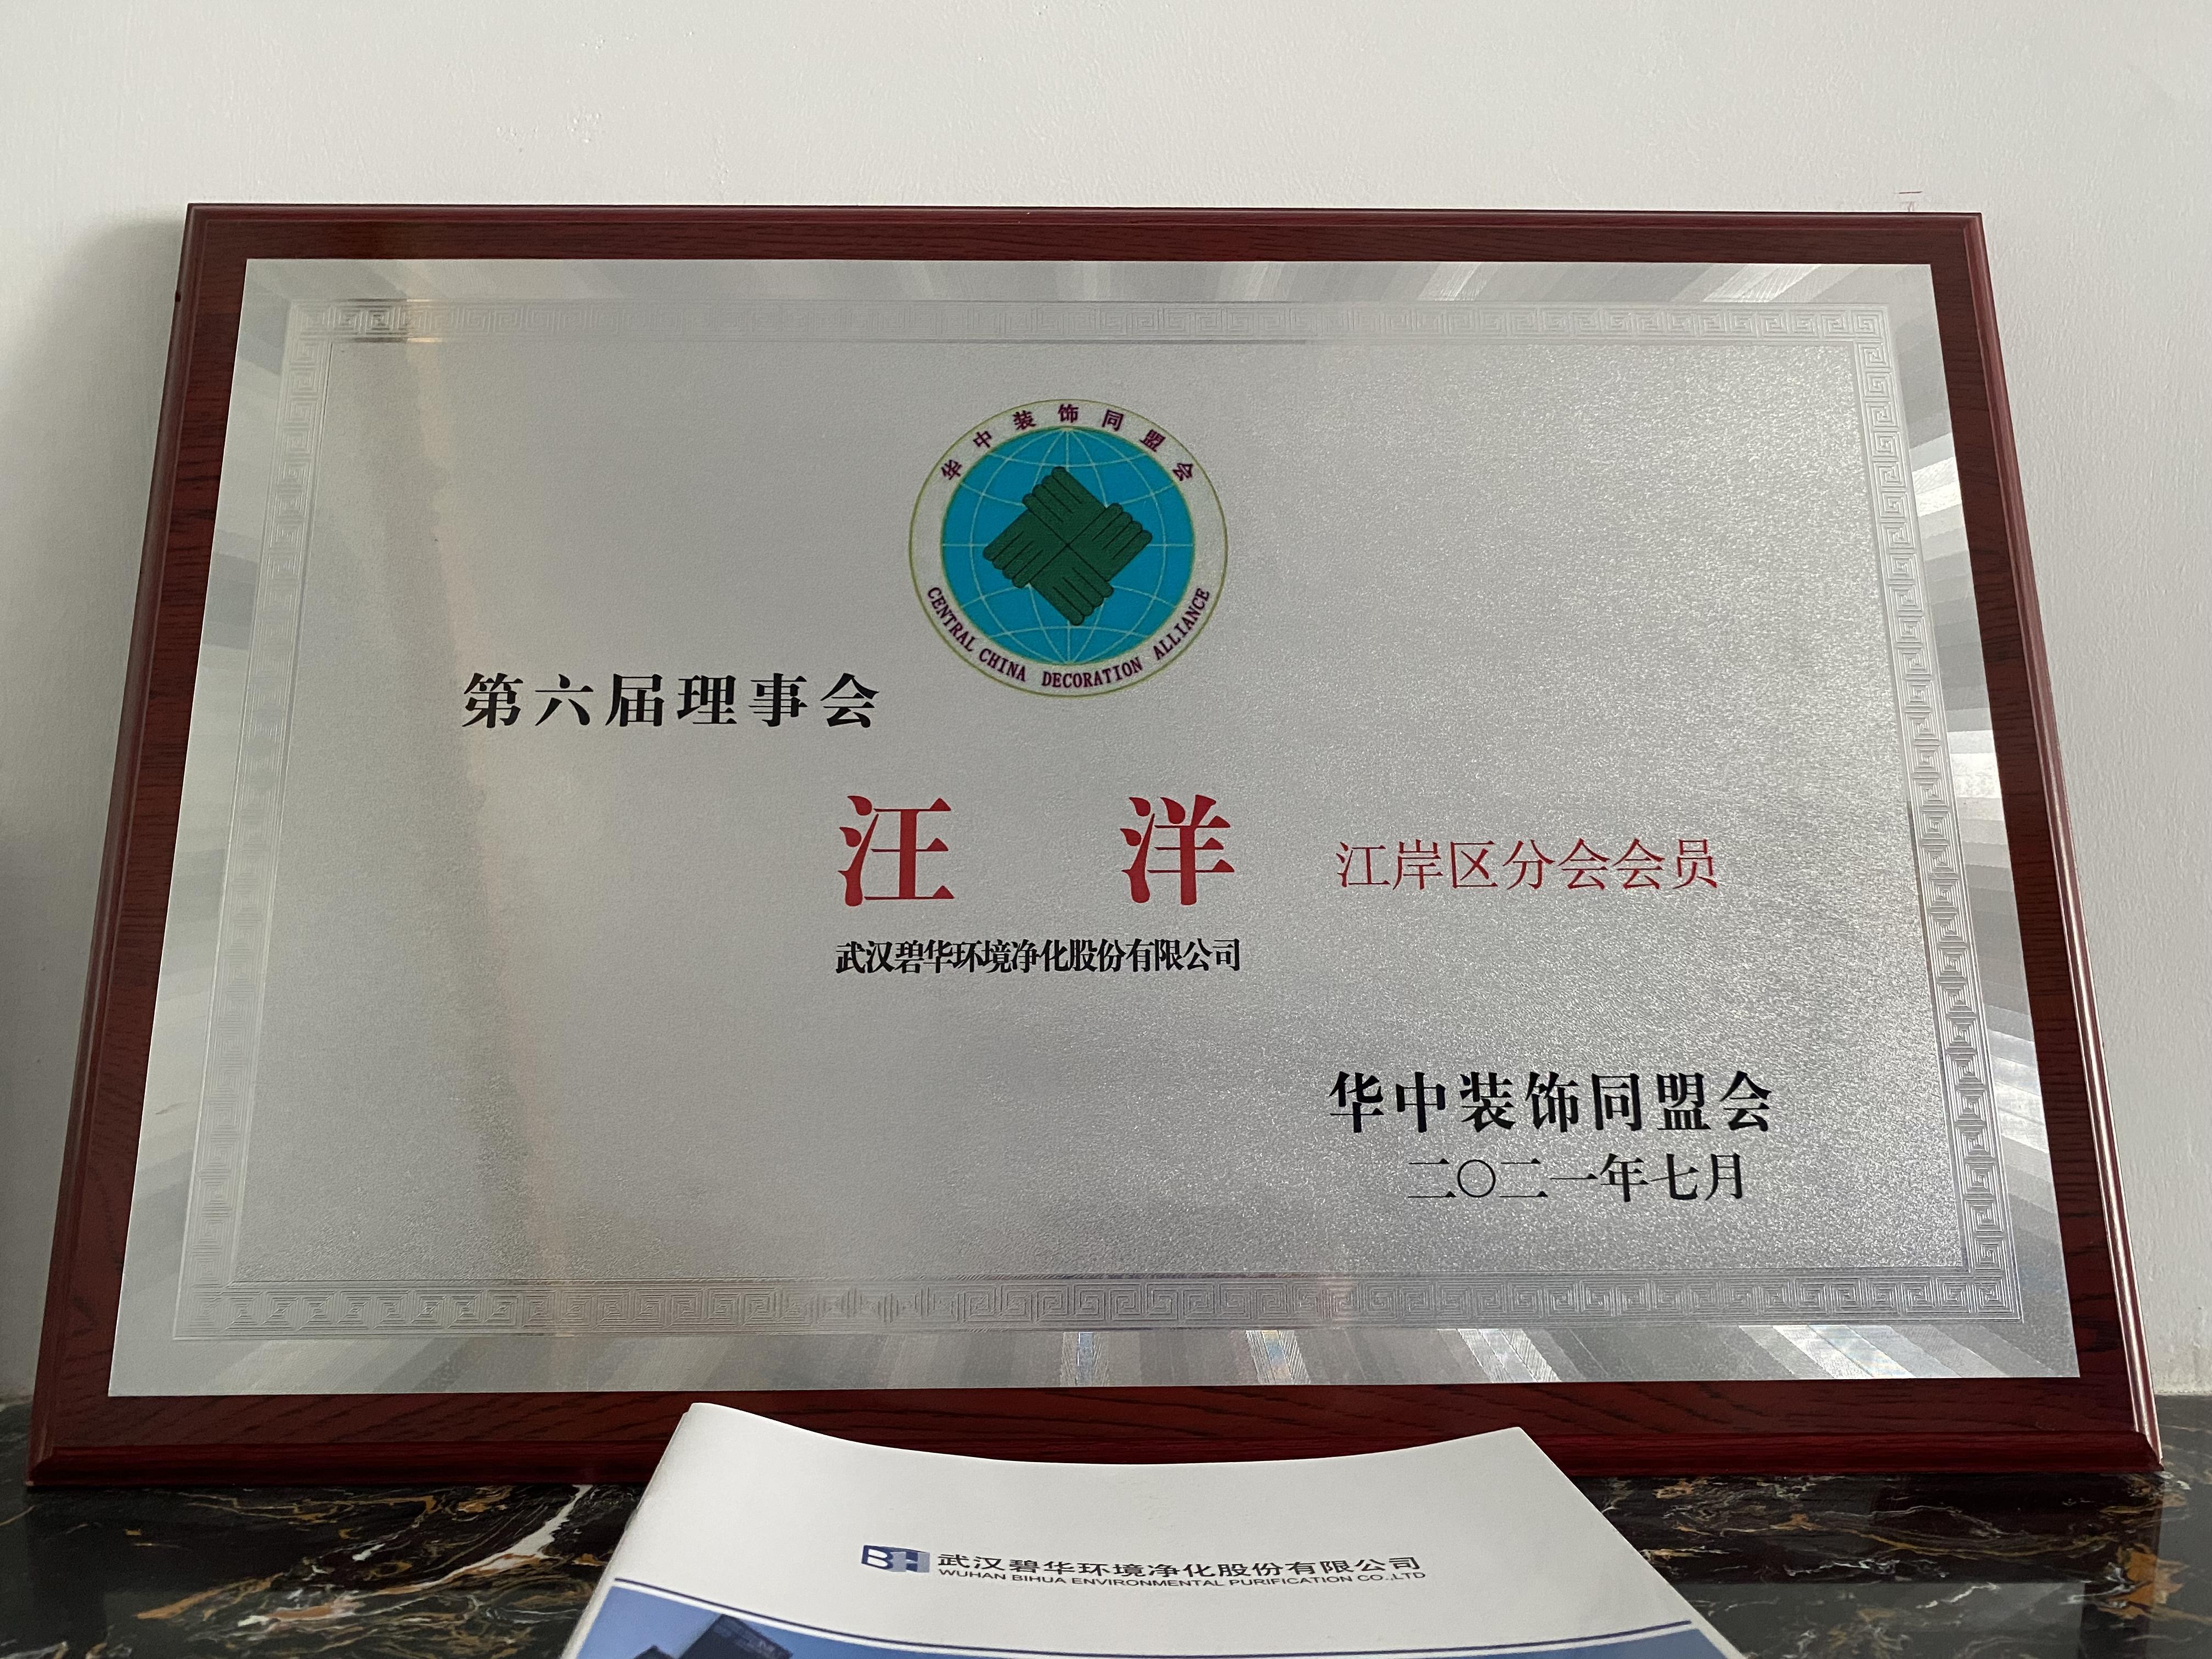 华中装饰同盟会
CENTRAL CHINA DECORATION ALLIANCE
第六届理事会
汪洋 江岸区分会会员
武汉碧华环境净化股份有限公司
华中装饰同盟会
二〇二一年七月
BH 武汉碧华环境净化股份有限公司
WUHAN BIHUA ENVIRONMENTAL PURIFICATION CO.,LTD